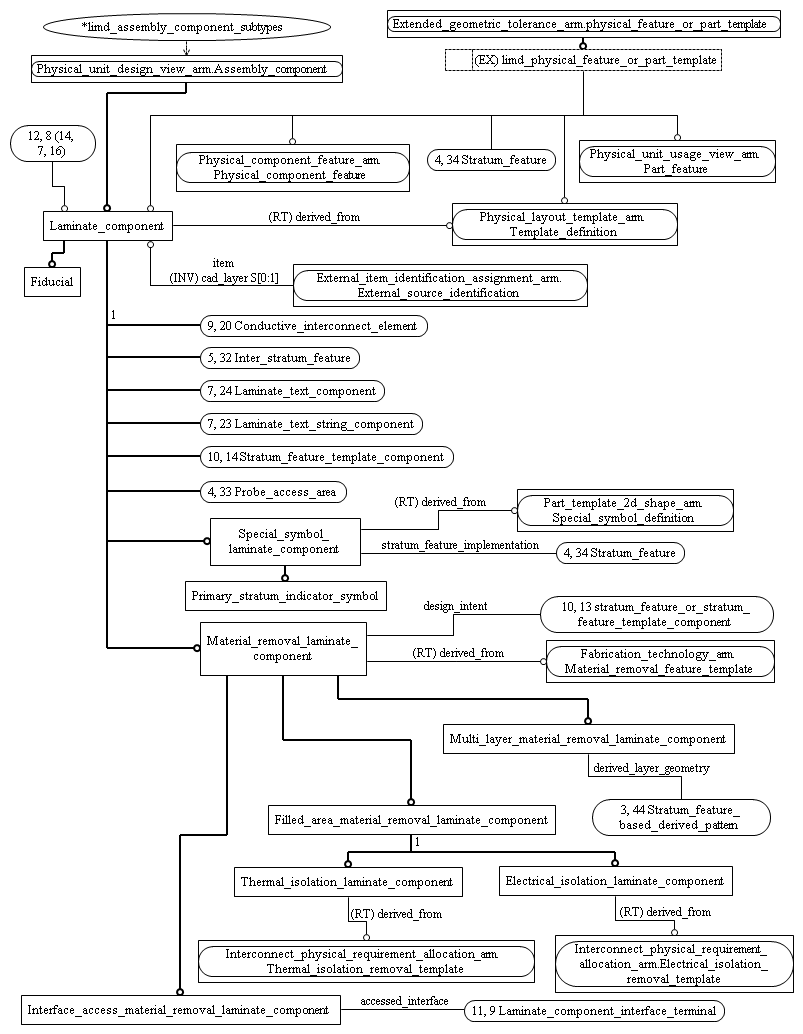 *limd_assembly_component_subtypes
Extended_geometric_tolerance_arm.physical_feature_or_part_template
Physical_unit_design_view_arm.Assembly_component
(EX) limd_physical_feature_or_part_template
12, 8 (14,
7, 16)
Physical_component_feature_arm.
Physical_component_feature
4, 34 Stratum_feature
Physical_unit_usage_view_arm.
Part_feature
Laminate_component
(RT) derived_from
Physical_layout_template_arm.
Template_definition
Fiducial
item
(INV) cad_layer S[0:1]
External_item_identification_assignment_arm.
External_source_identification
1
9, 20 Conductive_interconnect_element
5, 32 Inter_stratum_feature
7, 24 Laminate_text_component
7, 23 Laminate_text_string_component
10, 14 Stratum_feature_template_component
4, 33 Probe_access_area
Special_symbol_
laminate_component
(RT) derived_from
Part_template_2d_shape_arm.
Special_symbol_definition
stratum_feature_implementation
4, 34 Stratum_feature
Primary_stratum_indicator_symbol
Material_removal_laminate_
component
design_intent
10, 13 stratum_feature_or_stratum_
feature_template_component
(RT) derived_from
Fabrication_technology_arm.
Material_removal_feature_template
Multi_layer_material_removal_laminate_component
derived_layer_geometry
3, 44 Stratum_feature_
based_derived_pattern
Filled_area_material_removal_laminate_component
1
Thermal_isolation_laminate_component
Electrical_isolation_laminate_component
(RT) derived_from
(RT) derived_from
Interconnect_physical_requirement_allocation_arm.
Thermal_isolation_removal_template
Interconnect_physical_requirement_
allocation_arm.Electrical_isolation_
removal_template
Interface_access_material_removal_laminate_component
accessed_interface
11, 9 Laminate_component_interface_terminal